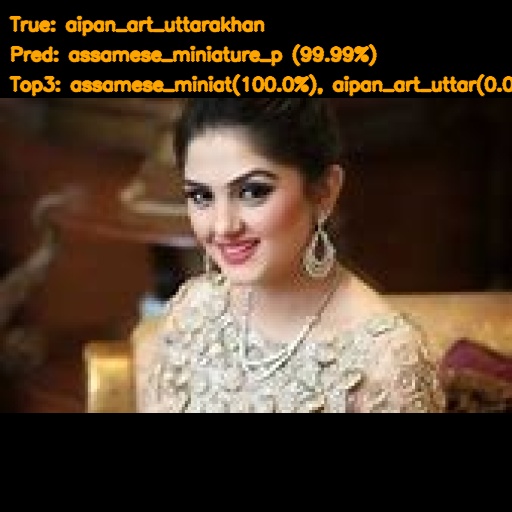 True: aipan_art_uttarakhan
Pred: assamese_miniature_p (99.99%)
Top3: assamese_miniat(100.0%), aipan_art_uttar(0.0